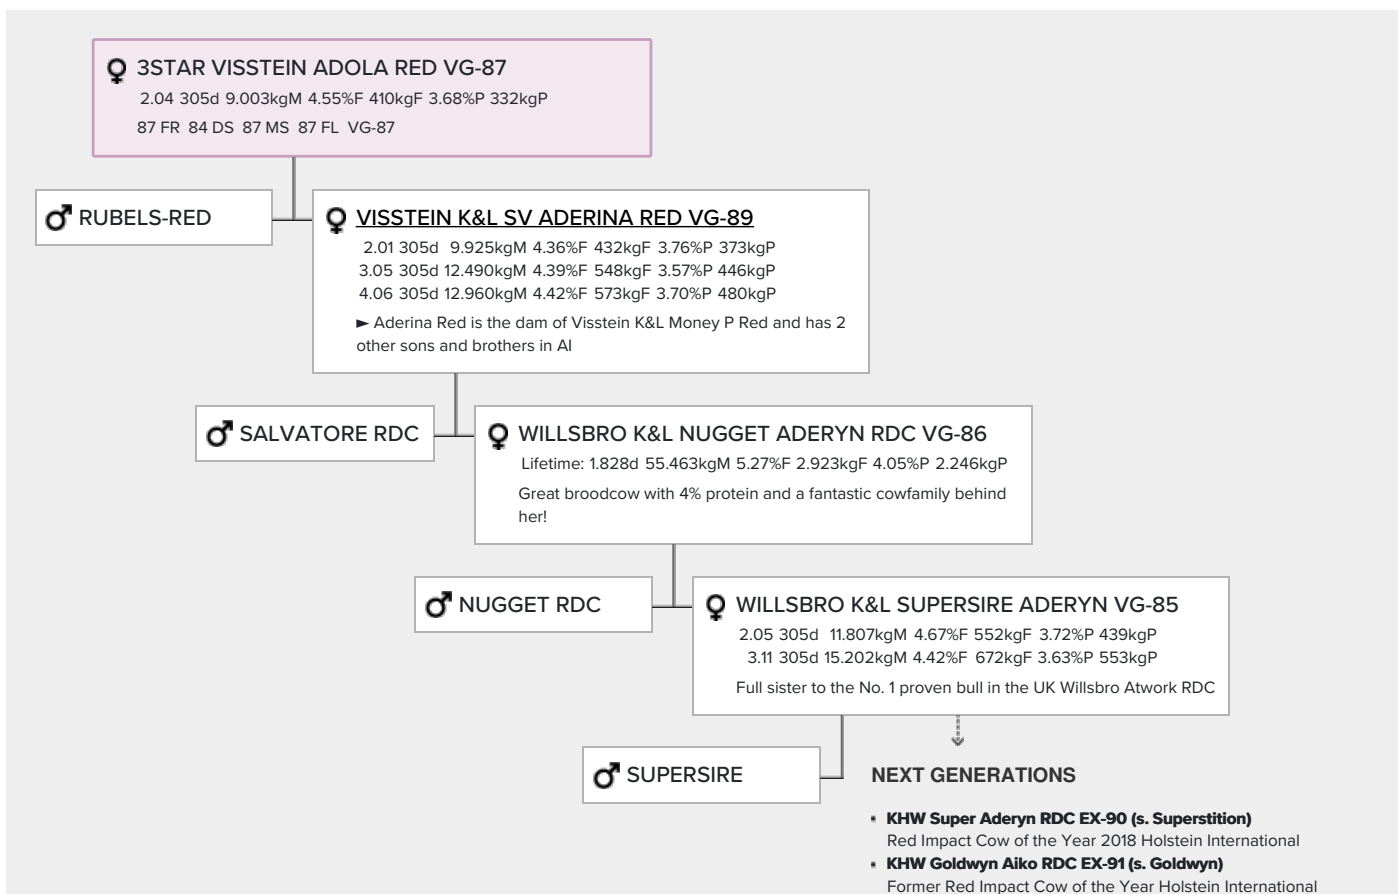 3STAR VISSTEIN ADOLA RED VG-87
2.04 305d 9.003kgM 4.55%F 410kgF 3.68%P 332kgP
87 FR 84 DS 87 MS 87 FL VG-87
RUBELS-RED
VISSTEIN K&L SV ADERINA RED VG-89
2.01 305d 9.925kgM 4.36%F 432kgF 3.76%P 373kgP
3.05 305d 12.490kgM 4.39%F 548kgF 3.57%P 446kgP
4.06 305d 12.960kgM 4.42%F 573kgF 3.70%P 480kgP
► Aderina Red is the dam of Visstein K&L Money P Red and has 2
other sons and brothers in AI
SALVATORE RDC
WILLSBRO K&L NUGGET ADERYN RDC VG-86
Lifetime: 1.828d 55.463kgM 5.27%F 2.923kgF 4.05%P 2.246kgP
Great broodcow with 4% protein and a fantastic cowfamily behind
her!
NUGGET RDC
WILLSBRO K&L SUPERSIRE ADERYN VG-85
2.05 305d 11.807kgM 4.67%F 552kgF 3.72%P 439kgP
3.11 305d 15.202kgM 4.42%F 672kgF 3.63%P 553kgP
Full sister to the No. 1 proven bull in the UK Willsbro Atwork RDC
SUPERSIRE
NEXT GENERATIONS
▪ KHW Super Aderyn RDC EX-90 (s. Superstition)
Red Impact Cow of the Year 2018 Holstein International
▪ KHW Goldwyn Aiko RDC EX-91 (s. Goldwyn)
Former Red Impact Cow of the Year Holstein International